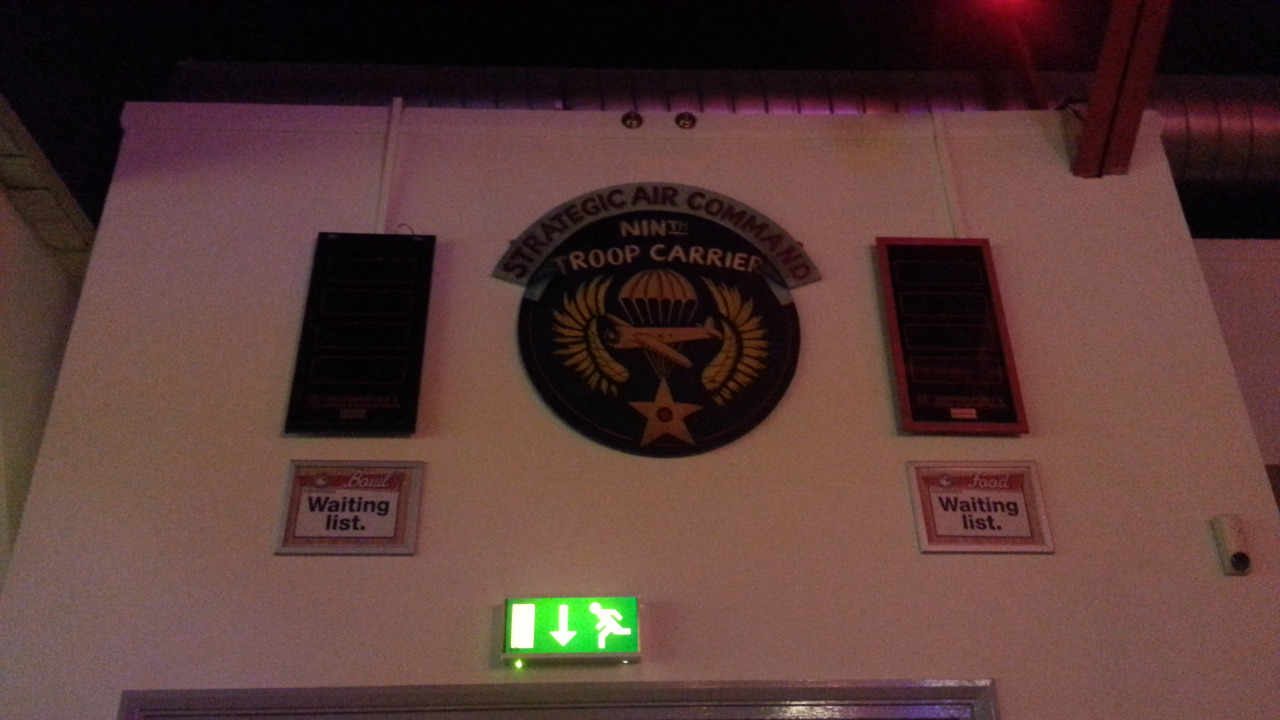 STRATEGIC AIR COMMAND
NINTH
TROOP CARRIER
Bowl
Waiting
list.
Food
Waiting
list.